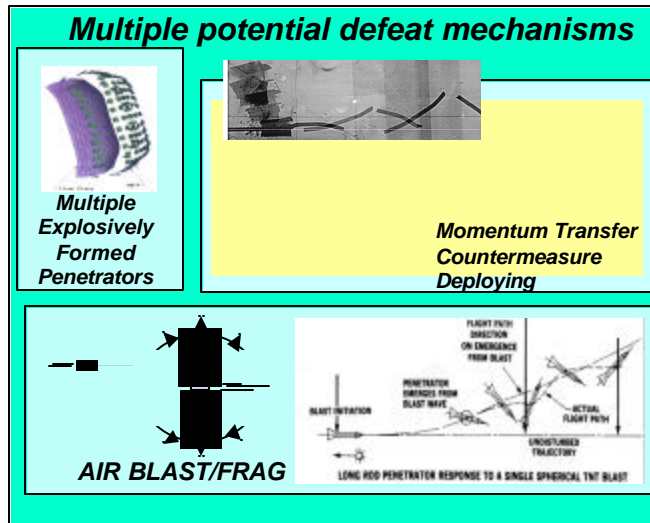 Multiple potential defeat mechanisms
Multiple
Explosively
Formed
Penetrators
Momentum Transfer
Countermeasure
Deploying
FLIGHT PATH
DIRECTION
ON EMERGENCE
FROM BLAST
PENETRATOR
EMERGES FROM
BLAST WAVE
BLAST INITIATION
ACTUAL
FLIGHT PATH
UNDISTURBED
TRAJECTORY
AIR BLAST/FRAG
LONG ROD PENETRATOR RESPONSE TO A SINGLE SPHERICAL TNT BLAST